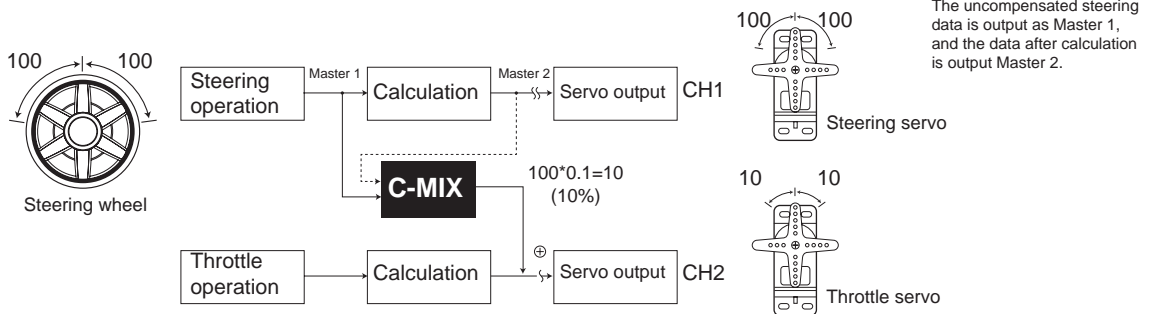 The uncompensated steering
data is output as Master 1,
and the data after calculation
is output Master 2.
100 100
100 100
Steering wheel
Steering
operation
Master 1
Calculation
Master 2
Servo output
CH1
Steering servo
C-MIX
100*0.1=10
(10%)
10 10
Throttle
operation
Calculation
⊕
Servo output
CH2
Throttle servo